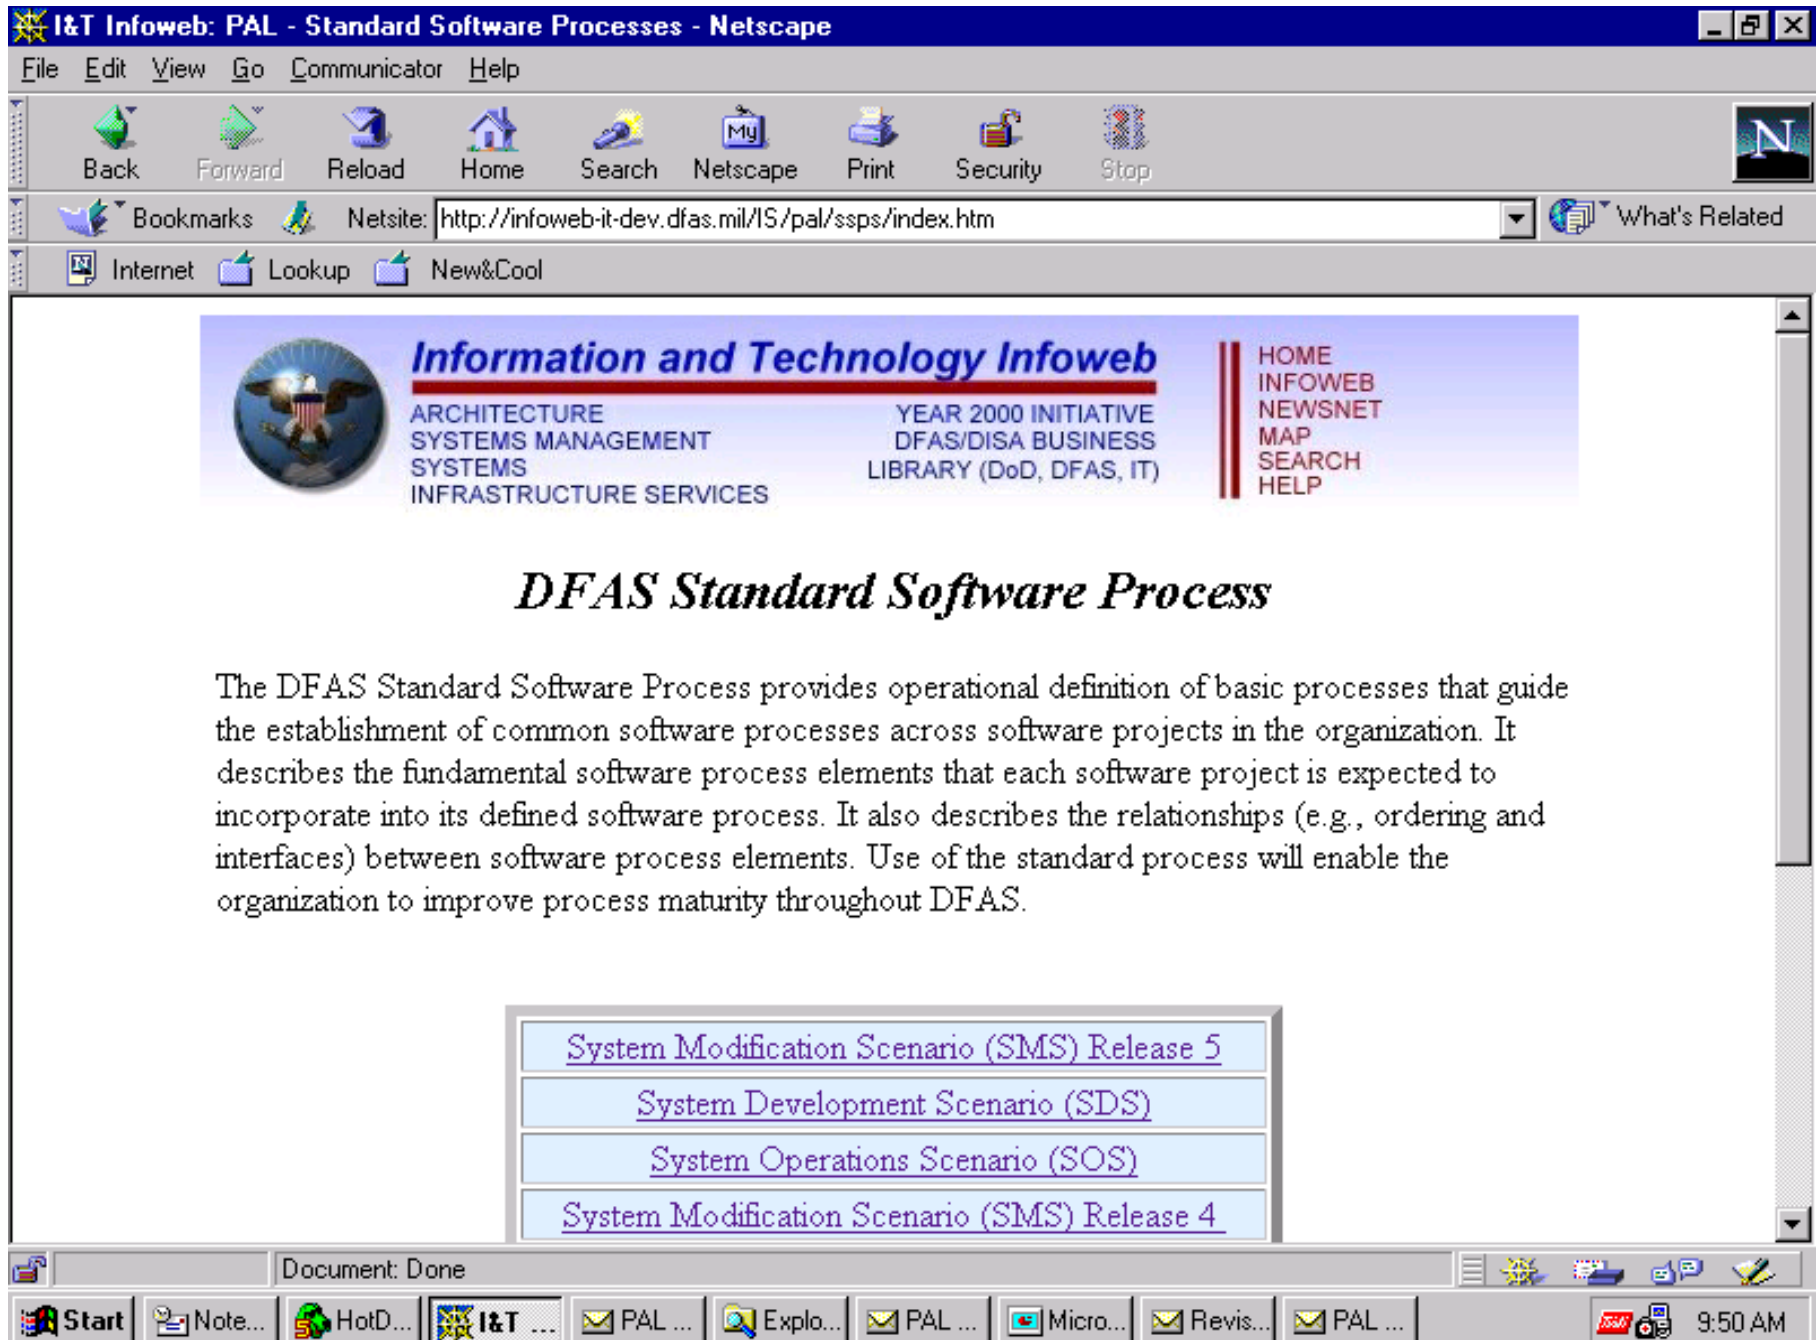 I&T Infoweb: PAL - Standard Software Processes - Netscape
File Edit View Go Communicator Help
My
N
Back Forward Reload Home Search Netscape Print Security Stop
Bookmarks Netsite: http://infoweb-it-dev.dfas.mil/IS/pal/ssps/index.htm What's Related
Internet Lookup New&Cool
Information and Technology Infoweb
ARCHITECTURE
SYSTEMS MANAGEMENT
SYSTEMS
INFRASTRUCTURE SERVICES
YEAR 2000 INITIATIVE
DFAS/DISA BUSINESS
LIBRARY (DoD, DFAS, IT)
HOME
INFOWEB
NEWSNET
MAP
SEARCH
HELP
DFAS Standard Software Process
The DFAS Standard Software Process provides operational definition of basic processes that guide
the establishment of common software processes across software projects in the organization. It
describes the fundamental software process elements that each software project is expected to
incorporate into its defined software process. It also describes the relationships (e.g., ordering and
interfaces) between software process elements. Use of the standard process will enable the
organization to improve process maturity throughout DFAS.
System Modification Scenario (SMS) Release 5
System Development Scenario (SDS)
System Operations Scenario (SOS)
System Modification Scenario (SMS) Release 4
Document: Done
Start Note... HotD... I&T ... PAL ... Explo... PAL ... Micro... Revis... PAL ... 9:50 AM